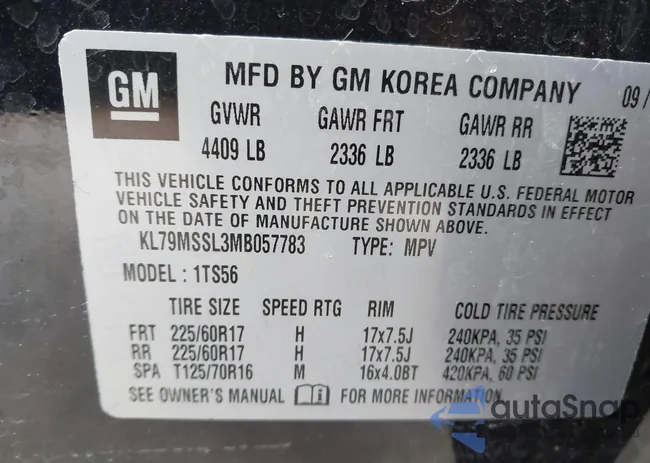 GM
MFD BY GM KOREA COMPANY 09/
GVWR GAWR FRT GAWR RR
4409 LB 2336 LB 2336 LB
THIS VEHICLE CONFORMS TO ALL APPLICABLE U.S. FEDERAL MOTOR
VEHICLE SAFETY AND THEFT PREVENTION STANDARDS IN EFFECT
ON THE DATE OF MANUFACTURE SHOWN ABOVE.
KL79MSSL3MB057783 TYPE: MPV
MODEL : 1TS56
TIRE SIZE SPEED RTG RIM COLD TIRE PRESSURE
FRT 225/60R17 H 17x7.5J 240KPA, 35 PSI
RR 225/60R17 H 17x7.5J 240KPA, 35 PSI
SPA T125/70R16 M 16x4.0BT 420KPA, 60 PSI
SEE OWNER'S MANUAL FOR MORE INFORMATION
autoSnap